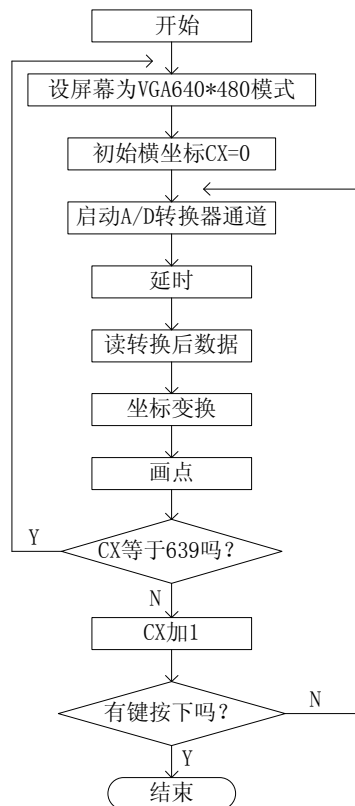 开始
设屏幕为VGA640*480模式
初始横坐标CX=0
启动A/D转换器通道
延时
读转换后数据
坐标变换
画点
Y
CX等于639吗?
N
CX加1
有键按下吗?
N
Y
结束